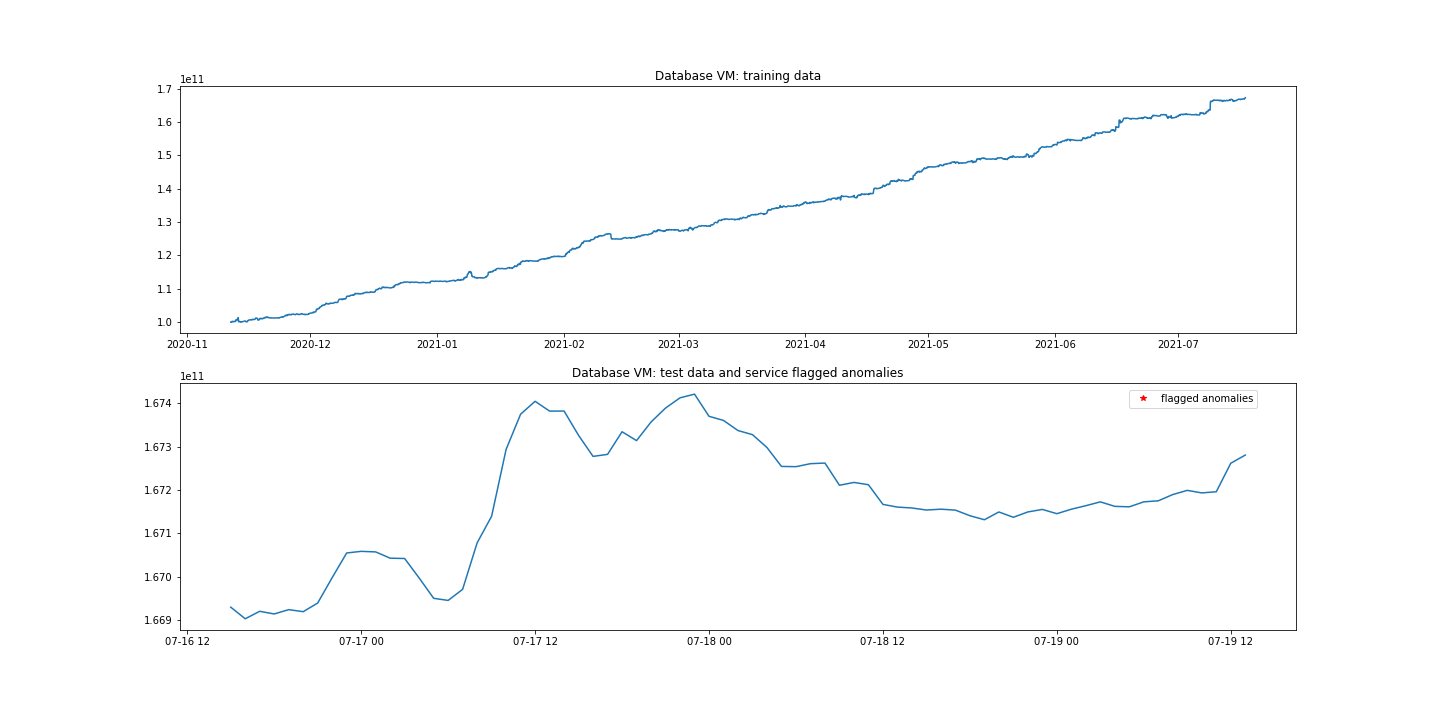 Database VM: training data
1e11
1.7
1.6
1.5
1.4
1.3
1.2
1.1
1.0
2020-11 2020-12 2021-01 2021-02 2021-03 2021-04 2021-05 2021-06 2021-07
Database VM: test data and service flagged anomalies
1e11
flagged anomalies
1.674
1.673
1.672
1.671
1.670
1.669
07-16 12 07-17 00 07-17 12 07-18 00 07-18 12 07-19 00 07-19 12